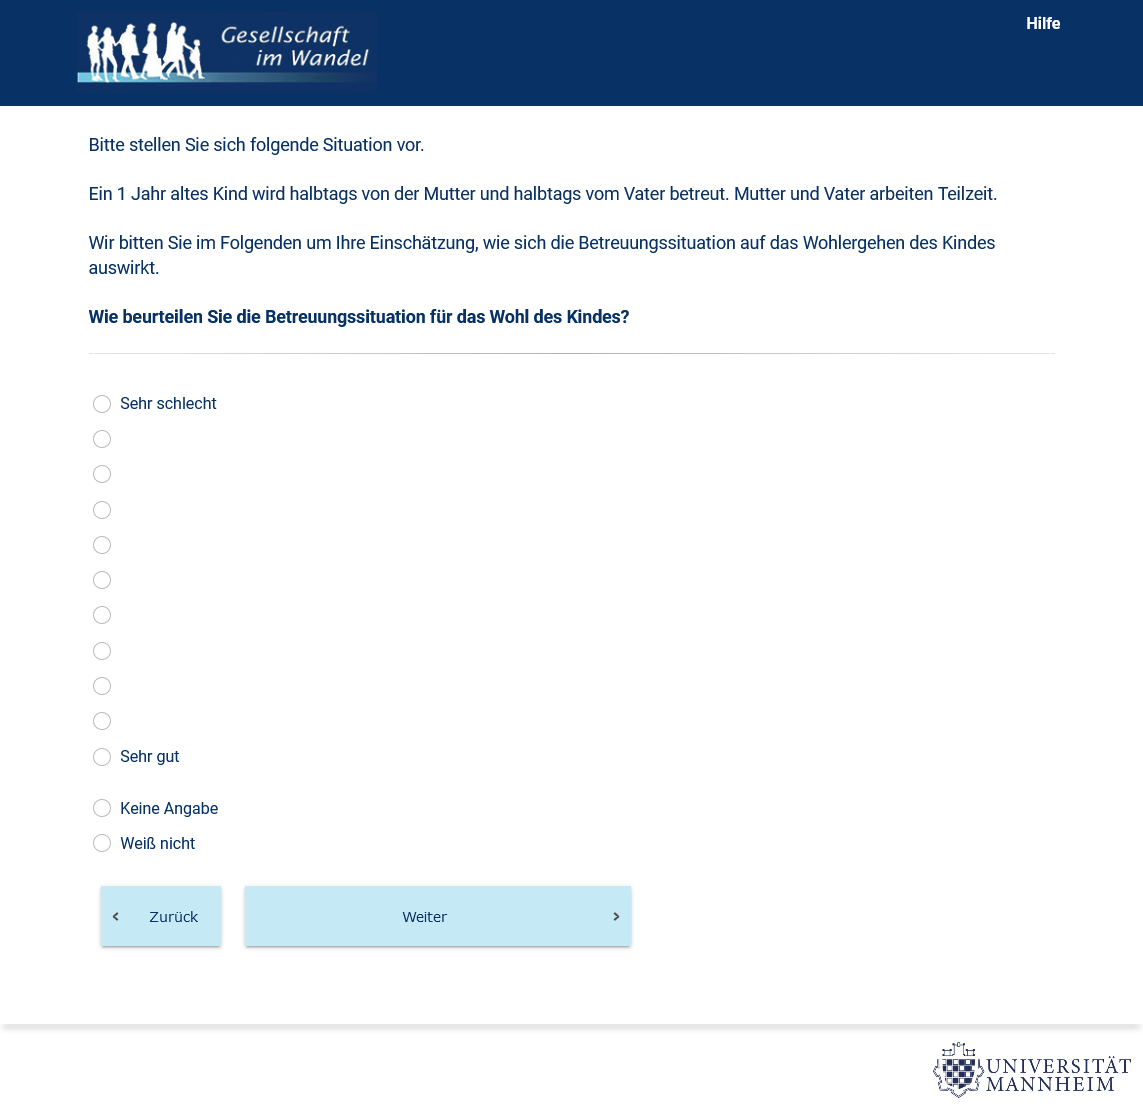 Gesellschaft
im Wandel
Hilfe
Bitte stellen Sie sich folgende Situation vor.
Ein 1 Jahr altes Kind wird halbtags von der Mutter und halbtags vom Vater betreut. Mutter und Vater arbeiten Teilzeit.
Wir bitten Sie im Folgenden um Ihre Einschätzung, wie sich die Betreuungssituation auf das Wohlergehen des Kindes
auswirkt.
Wie beurteilen Sie die Betreuungssituation für das Wohl des Kindes?
Sehr schlecht
Sehr gut
Keine Angabe
Weiß nicht
Zurück
Weiter
UNIVERSITÄT
MANNHEIM